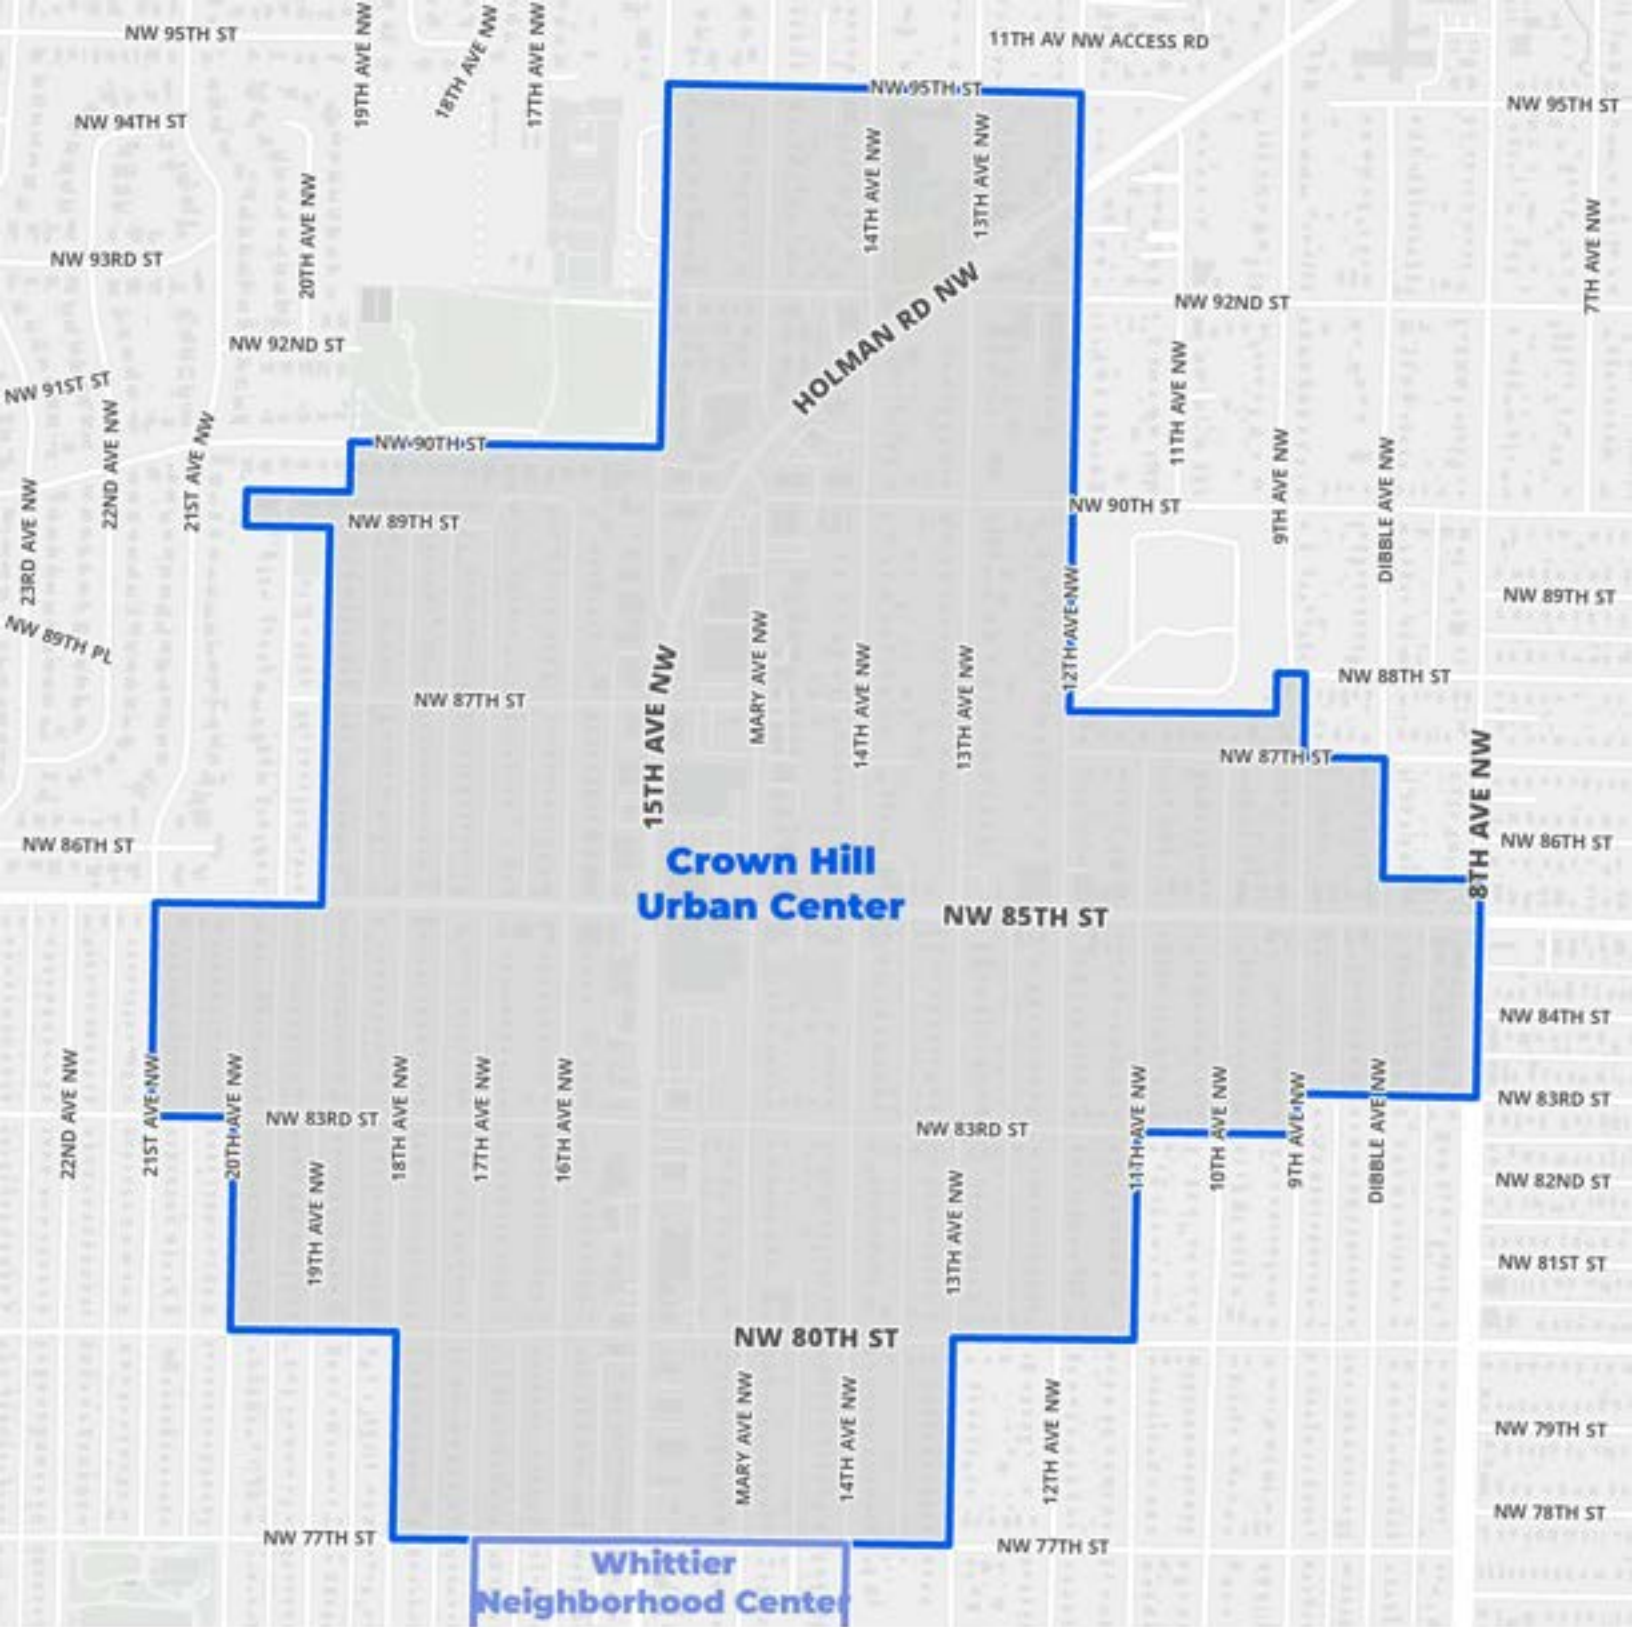 NW 95TH ST
19TH AVE NW
18TH AVE NW
17TH AVE NW
11TH AV NW ACCESS RD
NW 95TH ST
NW 95TH ST
NW 94TH ST
14TH AVE NW
13TH AVE NW
20TH AVE NW
7TH AVE NW
NW 93RD ST
HOLMAN RD NW
NW 92ND ST
NW 92ND ST
NW 91ST ST
11TH AVE NW
22ND AVE NW
21ST AVE NW
NW 90TH ST
9TH AVE NW
DIBBLE AVE NW
23RD AVE NW
NW 89TH ST
NW 90TH ST
12TH AVE NW
NW 89TH ST
NW 89TH PL
NW 87TH ST
15TH AVE NW
MARY AVE NW
14TH AVE NW
13TH AVE NW
NW 88TH ST
NW 87TH ST
8TH AVE NW
NW 86TH ST
NW 86TH ST
Crown Hill
Urban Center
NW 85TH ST
NW 84TH ST
22ND AVE NW
21ST AVE NW
20TH AVE NW
NW 83RD ST
18TH AVE NW
17TH AVE NW
16TH AVE NW
NW 83RD ST
11TH AVE NW
10TH AVE NW
9TH AVE NW
DIBBLE AVE NW
NW 83RD ST
19TH AVE NW
13TH AVE NW
NW 82ND ST
NW 81ST ST
NW 80TH ST
MARY AVE NW
14TH AVE NW
12TH AVE NW
NW 79TH ST
NW 78TH ST
NW 77TH ST
NW 77TH ST
Whittier
Neighborhood Center